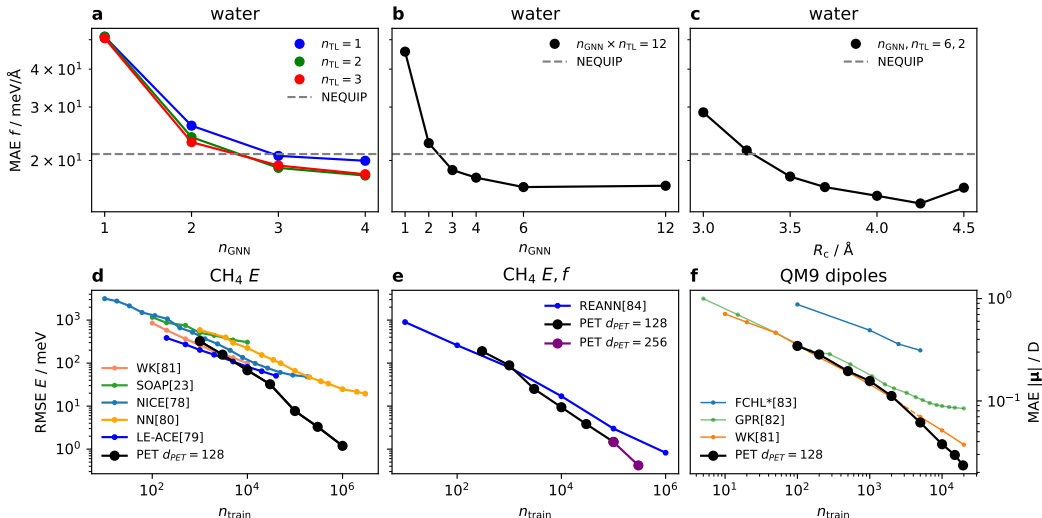 a
water
b
water
c
water
MAE f / meV/Å
4 × 10¹
3 × 10¹
2 × 10¹
n_TL = 1
n_TL = 2
n_TL = 3
NEQUIP
n_GNN × n_TL = 12
NEQUIP
n_GNN, n_TL = 6, 2
NEQUIP
1 2 3 4
n_GNN
1 2 3 4 6 12
n_GNN
3.0 3.5 4.0 4.5
R_c / Å
d
CH₄ E
e
CH₄ E, f
f
QM9 dipoles
RMSE E / meV
10³
10²
10¹
10⁰
WK[81]
SOAP[23]
NICE[78]
NN[80]
LE-ACE[79]
PET d_PET = 128
REANN[84]
PET d_PET = 128
PET d_PET = 256
FCHL*[83]
GPR[82]
WK[81]
PET d_PET = 128
10⁰
10⁻¹
MAE |μ| / D
10² 10⁴ 10⁶
n_train
10² 10⁴ 10⁶
n_train
10¹ 10² 10³ 10⁴
n_train